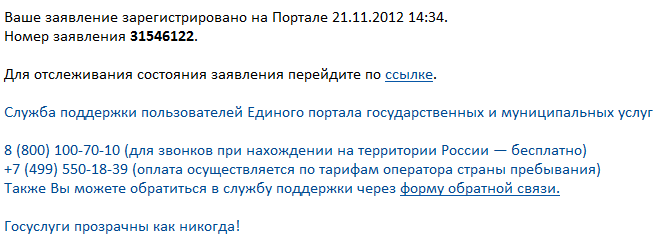 Ваше заявление зарегистрировано на Портале 21.11.2012 14:34.
Номер заявления 31546122.
Для отслеживания состояния заявления перейдите по ссылке.
Служба поддержки пользователей Единого портала государственных и муниципальных услуг
8 (800) 100-70-10 (для звонков при нахождении на территории России — бесплатно)
+7 (499) 550-18-39 (оплата осуществляется по тарифам оператора страны пребывания)
Также Вы можете обратиться в службу поддержки через форму обратной связи.
Госуслуги прозрачны как никогда!